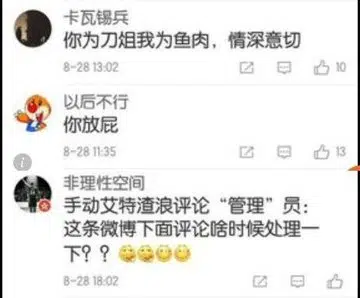 卡瓦锡兵
你为刀俎我为鱼肉，情深意切
8-28 13:02
10
以后不行
你放屁
8-28 11:35
13
非理性空间
手动艾特渣浪评论“管理”员：
这条微博下面评论啥时候处理一
下？？
8-28 18:02